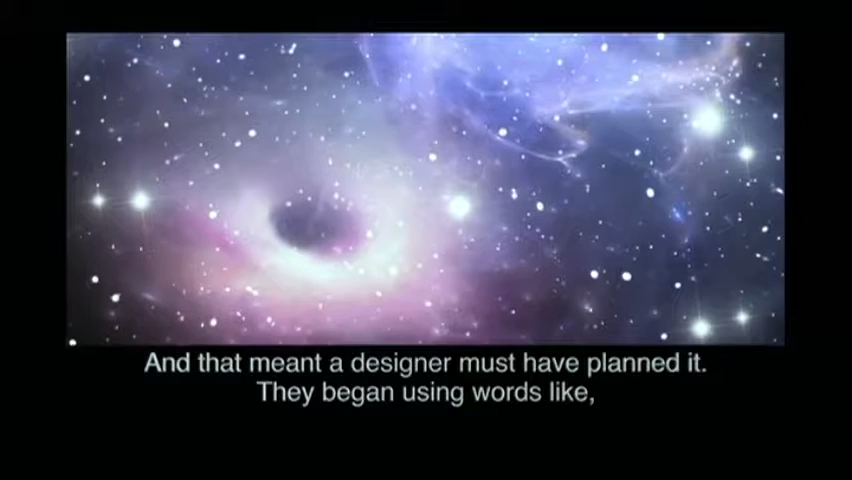 And that meant a designer must have planned it.
They began using words like,